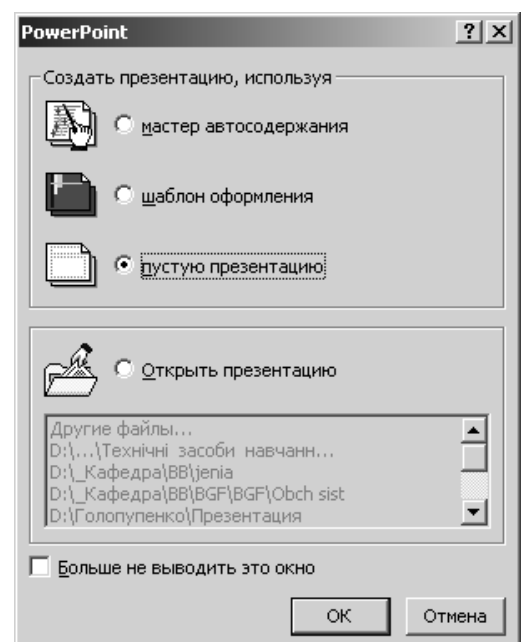 PowerPoint
Создать презентацию, используя
мастер автосодержания
шаблон оформления
пустую презентацию
Открыть презентацию
Другие файлы...
D:\...\Технічні засоби навчанн...
D:\_Кафедра\BB\jenia
D:\_Кафедра\BB\BGF\BGF\Obch sist
D:\Голопупенко\Презентация
Больше не выводить это окно
ОК Отмена